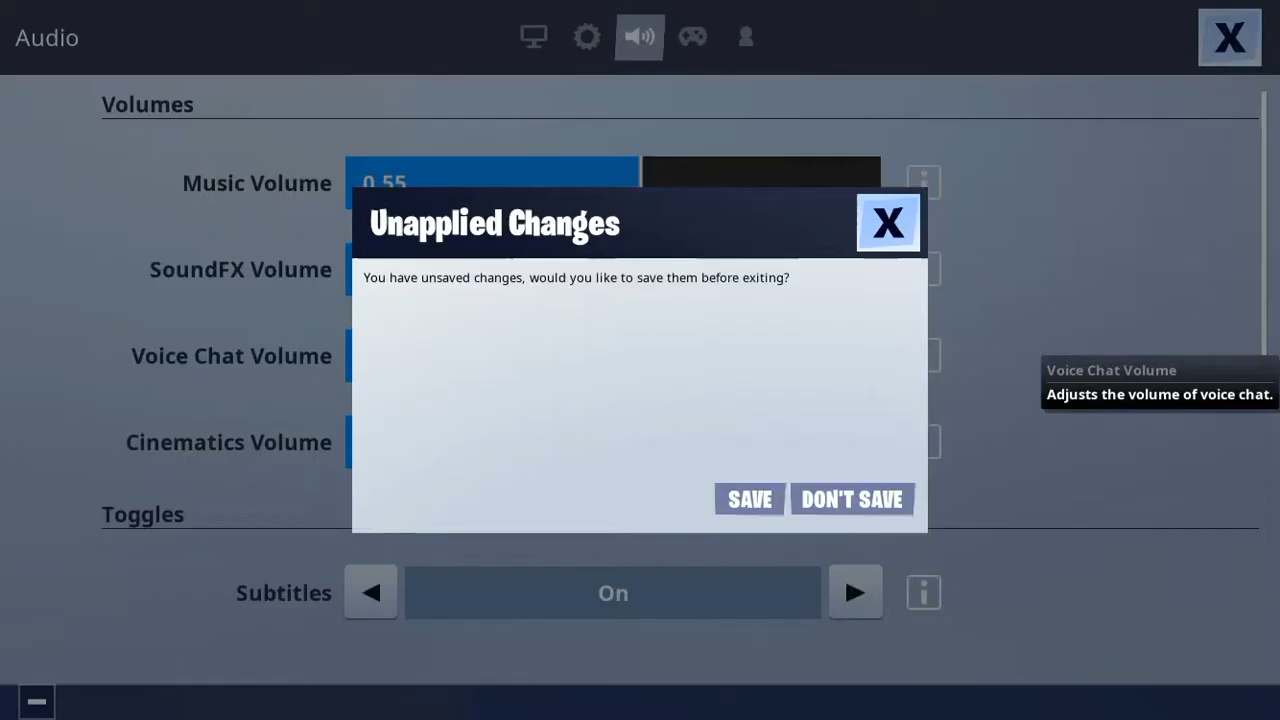 Audio
X
Volumes
Music Volume
0.55
Unapplied Changes
X
You have unsaved changes, would you like to save them before exiting?
SoundFX Volume
Voice Chat Volume
Voice Chat Volume
Adjusts the volume of voice chat.
Cinematics Volume
SAVE
DON'T SAVE
Toggles
Subtitles
On